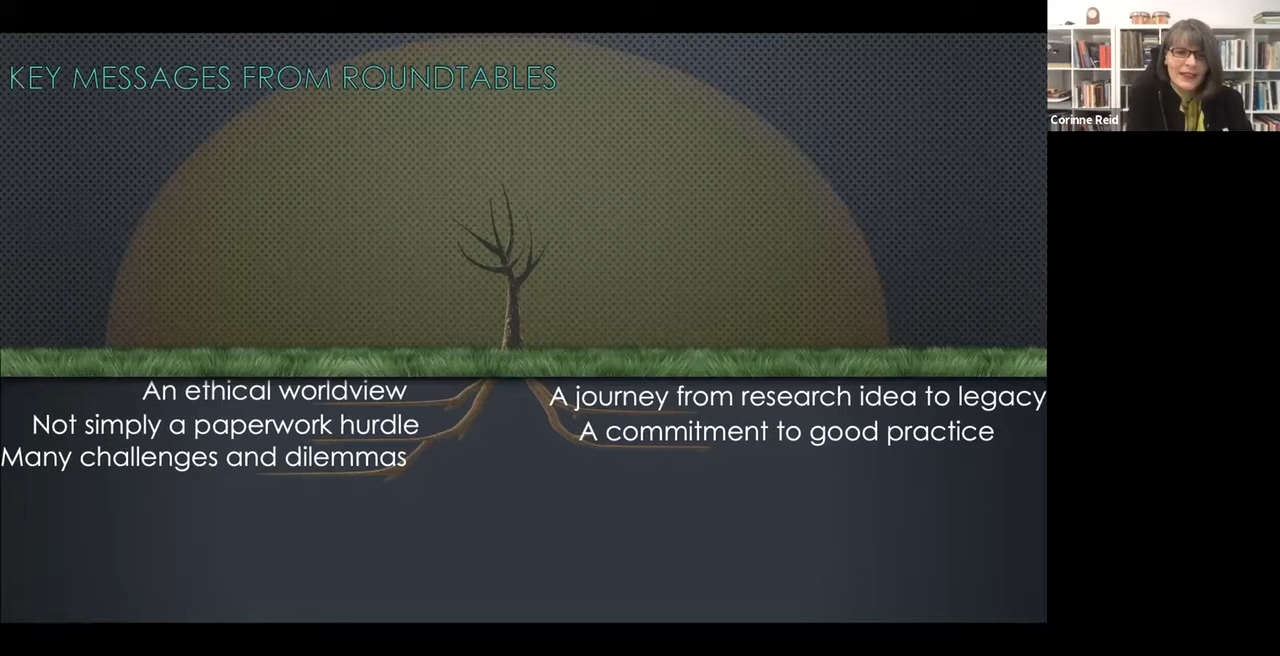 KEY MESSAGES FROM ROUNDTABLES
Corinne Reid
An ethical worldview
Not simply a paperwork hurdle
Many challenges and dilemmas
A journey from research idea to legacy
A commitment to good practice